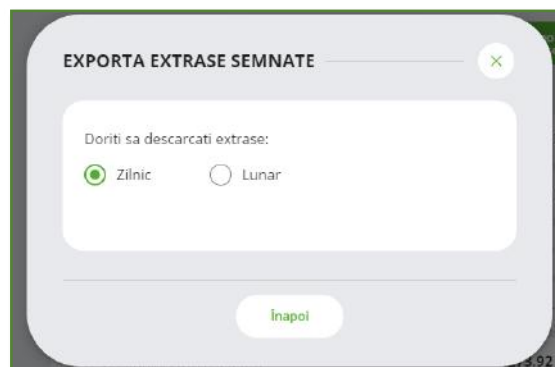 EXPORTA EXTRASE SEMNATE
Doriti sa descarcati extrase:
Zilnic Lunar
Înapoi